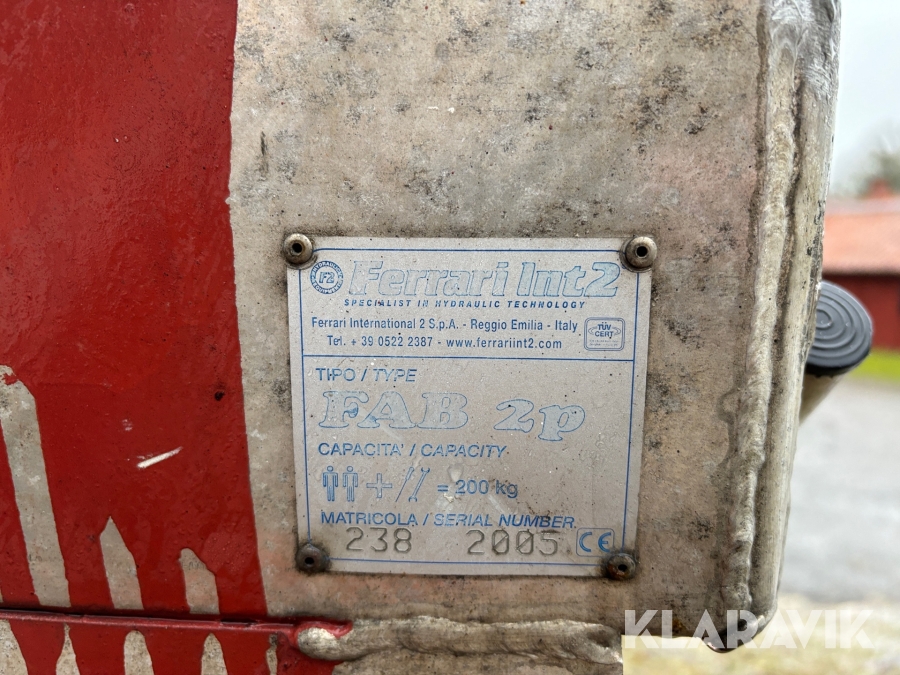 F2 Ferrari Int2
SPECIALIST IN HYDRAULIC TECHNOLOGY
Ferrari International 2 S.p.A. - Reggio Emilia - Italy
Tel. + 39 0522 2387 - www.ferrariint2.com
TÜV
CERT
TIPO / TYPE
FAB 2p
CAPACITA' / CAPACITY
+ = 200 kg
MATRICOLA / SERIAL NUMBER
238 2005 CE
KLARAVIK